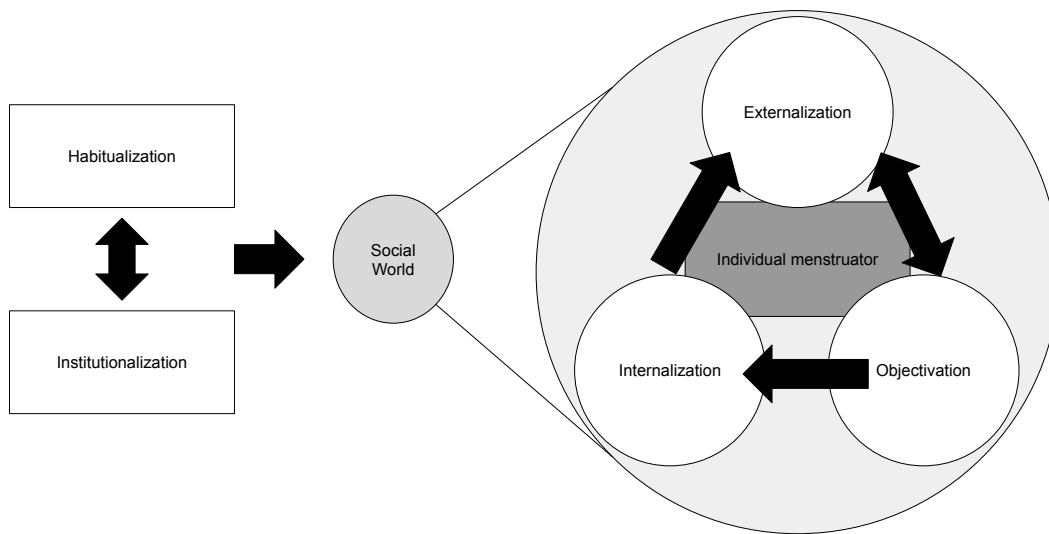 Habitualization
Institutionalization
Social
World
Externalization
Individual menstruator
Internalization
Objectivation